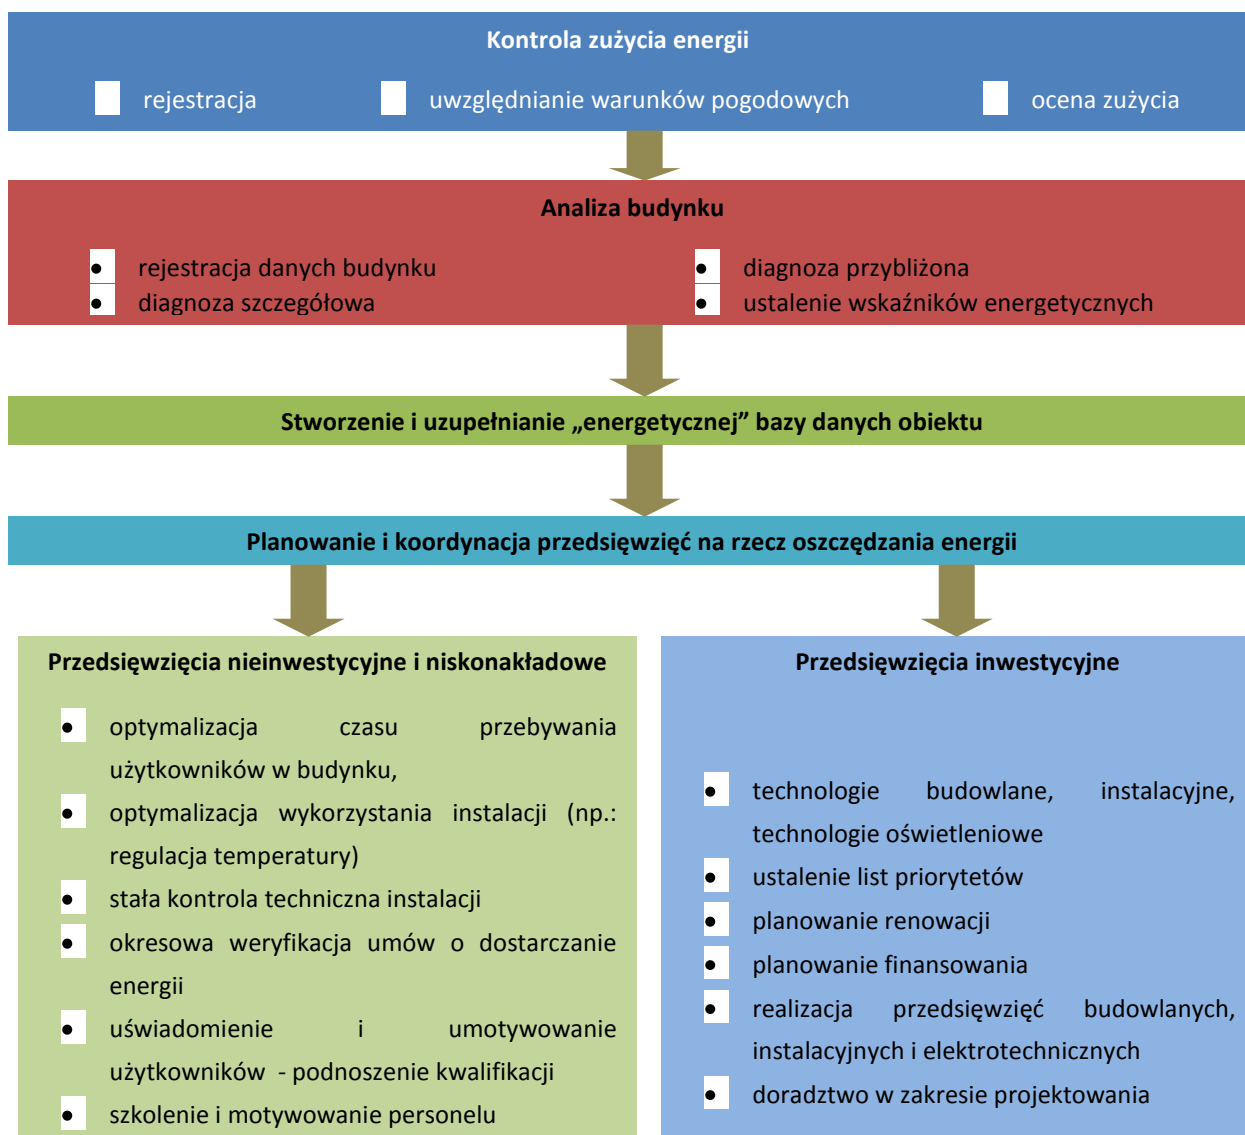 Kontrola zużycia energii
rejestracja uwzględnianie warunków pogodowych ocena zużycia
Analiza budynku
• rejestracja danych budynku
• diagnoza szczegółowa
• diagnoza przybliżona
• ustalenie wskaźników energetycznych
Stworzenie i uzupełnianie „energetycznej” bazy danych obiektu
Planowanie i koordynacja przedsięwzięć na rzecz oszczędzania energii
Przedsięwzięcia nieinwestycyjne i niskonakładowe
• optymalizacja czasu przebywania
użytkowników w budynku,
• optymalizacja wykorzystania instalacji (np.:
regulacja temperatury)
• stała kontrola techniczna instalacji
• okresowa weryfikacja umów o dostarczanie
energii
• uświadomienie i umotywowanie
użytkowników - podnoszenie kwalifikacji
• szkolenie i motywowanie personelu
Przedsięwzięcia inwestycyjne
• technologie budowlane, instalacyjne,
technologie oświetleniowe
• ustalenie list priorytetów
• planowanie renowacji
• planowanie finansowania
• realizacja przedsięwzięć budowlanych,
instalacyjnych i elektrotechnicznych
• doradztwo w zakresie projektowania